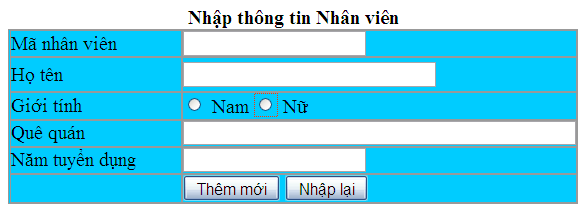 Nhập thông tin Nhân viên
Mã nhân viên
Họ tên
Giới tính Nam Nữ
Quê quán
Năm tuyển dụng
Thêm mới Nhập lại